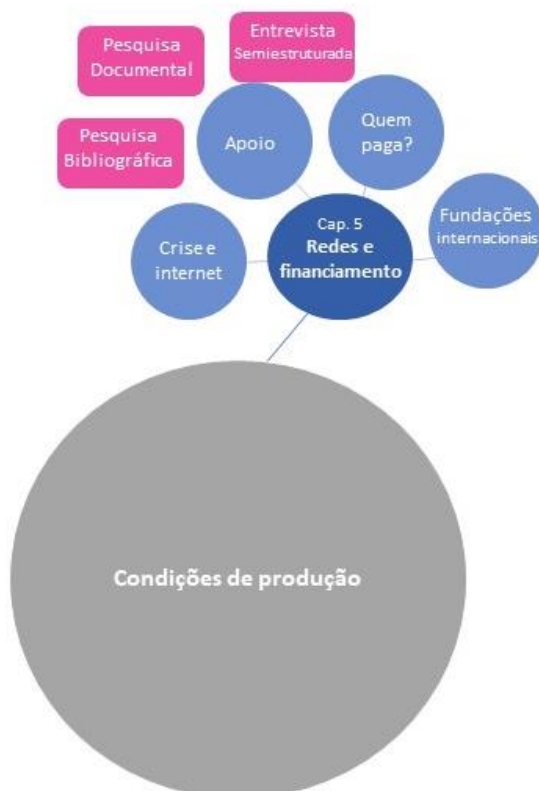 Pesquisa
Documental
Entrevista
Semiestruturada
Pesquisa
Bibliográfica
Apoio
Quem
paga?
Crise e
internet
Cap. 5
Redes e
financiamento
Fundações
internacionais
Condições de produção